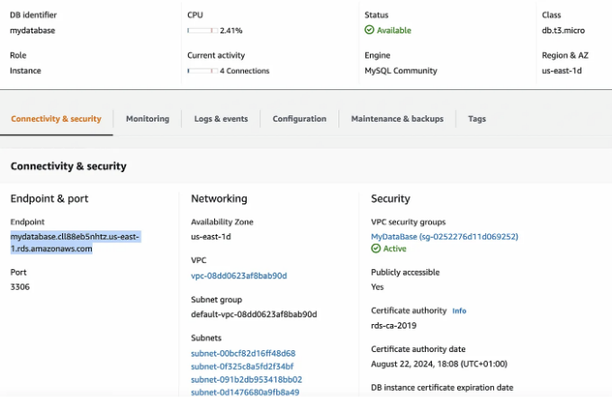 DB identifier
mydatabase
CPU
2.41%
Status
Available
Class
db.t3.micro
Role
Instance
Current activity
4 Connections
Engine
MySQL Community
Region & AZ
us-east-1d
Connectivity & security
Monitoring
Logs & events
Configuration
Maintenance & backups
Tags
Connectivity & security
Endpoint & port
Endpoint
mydatabase.cll88eb5nhtz.us-east-
1.rds.amazonaws.com
Port
3306
Networking
Availability Zone
us-east-1d
VPC
vpc-08dd0623af8bab90d
Subnet group
default-vpc-08dd0623af8bab90d
Subnets
subnet-00bcf82d16ff48d68
subnet-0f325c8a5fd2f34bf
subnet-091b2db953418bb02
subnet-0d1476680a9fb8a49
Security
VPC security groups
MyDataBase (sg-0252276d11d069252)
Active
Publicly accessible
Yes
Certificate authority Info
rds-ca-2019
Certificate authority date
August 22, 2024, 18:08 (UTC+01:00)
DB instance certificate expiration date